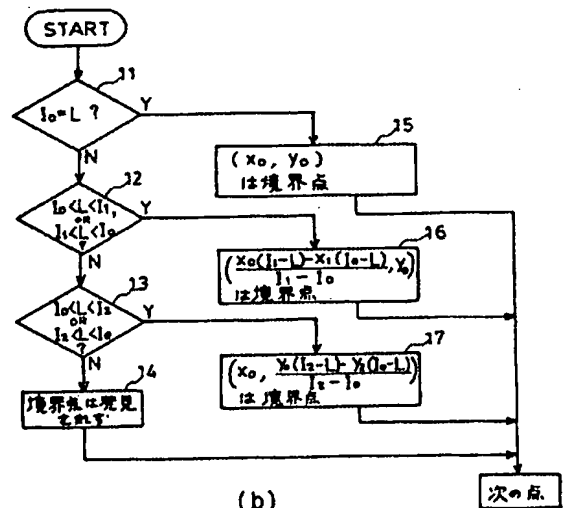 START
11
I₀=L ?
Y
N
15
(x₀, y₀)
は境界点
12
I₀<L<I₁,
OR
I₁<L<I₀
?
Y
N
16
(x₀(I₁-L)-x₁(I₀-L) / I₁-I₀, y₀)
は境界点
13
I₀<L<I₂
OR
I₂<L<I₀
?
Y
N
17
(x₀, y₀(I₂-L)-y₂(I₀-L) / I₂-I₀)
は境界点
14
境界点は発見
されず
次の点
(b)